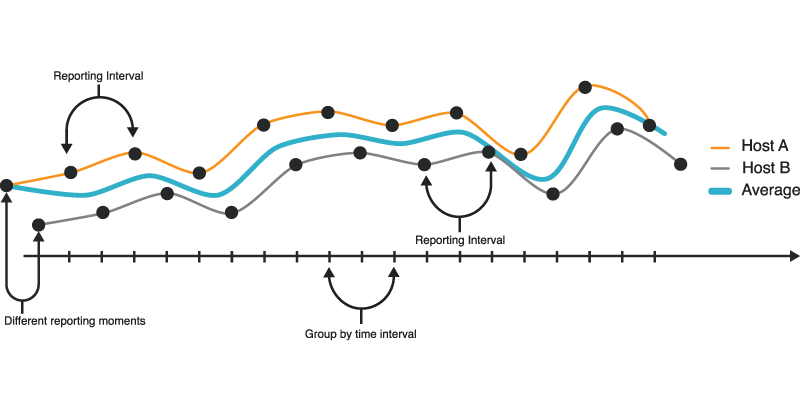 Reporting Interval
Host A
Host B
Average
Reporting Interval
Different reporting moments
Group by time interval